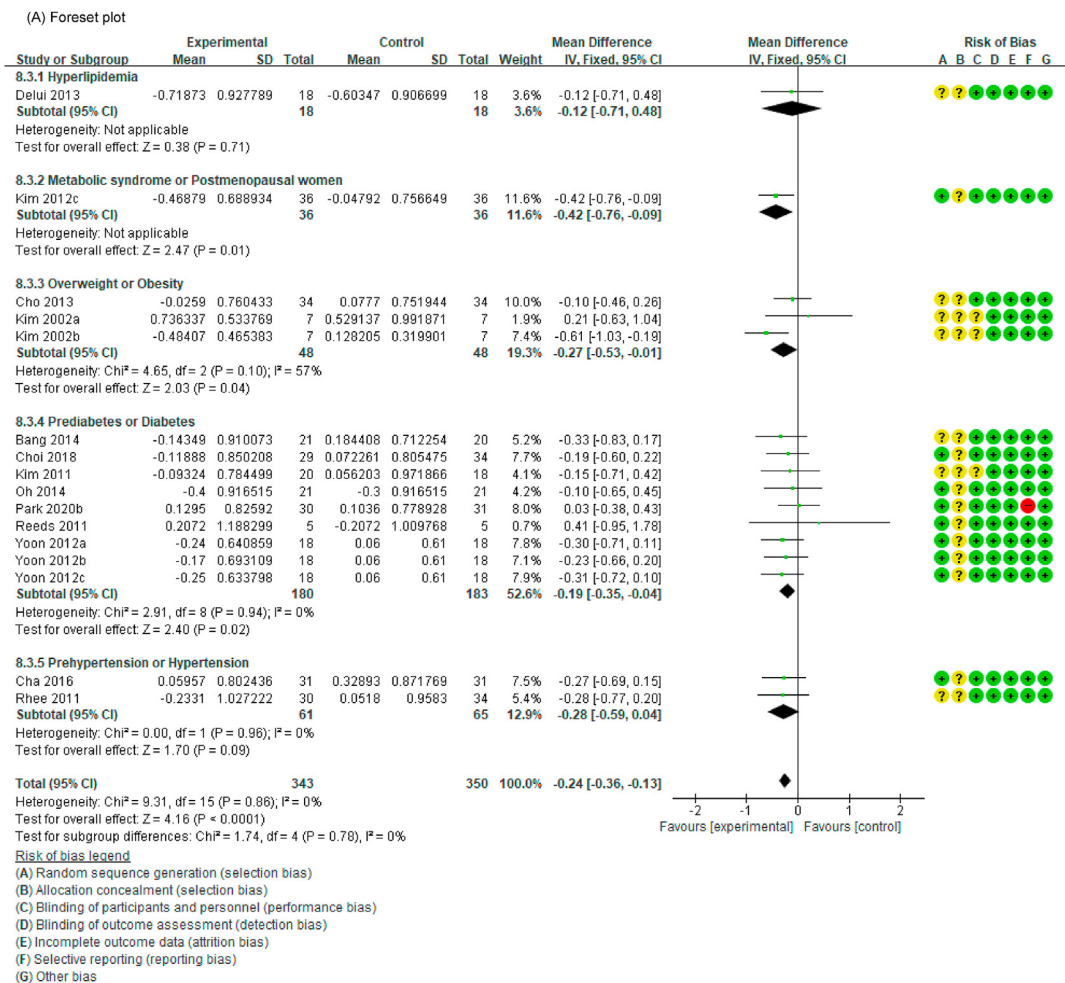 (A) Foreset plot
Experimental Control Mean Difference Mean Difference Risk of Bias
Study or Subgroup Mean SD Total Mean SD Total Weight IV, Fixed, 95% CI IV, Fixed, 95% CI A B C D E F G
8.3.1 Hyperlipidemia
Delui 2013 -0.71873 0.927789 18 -0.60347 0.906699 18 3.6% -0.12 [-0.71, 0.48] ? ? + + + + +
Subtotal (95% CI) 18 18 3.6% -0.12 [-0.71, 0.48]
Heterogeneity: Not applicable
Test for overall effect: Z = 0.38 (P = 0.71)
8.3.2 Metabolic syndrome or Postmenopausal women
Kim 2012c -0.46879 0.688934 36 -0.04792 0.756649 36 11.6% -0.42 [-0.76, -0.09] + ? + + + + +
Subtotal (95% CI) 36 36 11.6% -0.42 [-0.76, -0.09]
Heterogeneity: Not applicable
Test for overall effect: Z = 2.47 (P = 0.01)
8.3.3 Overweight or Obesity
Cho 2013 -0.0259 0.760433 34 0.0777 0.751944 34 10.0% -0.10 [-0.46, 0.26] ? ? + + + + +
Kim 2002a 0.736337 0.533769 7 0.529137 0.991871 7 1.9% 0.21 [-0.63, 1.04] ? ? ? + + + +
Kim 2002b -0.48407 0.465383 7 0.128205 0.319901 7 7.4% -0.61 [-1.03, -0.19] ? ? ? + + + +
Subtotal (95% CI) 48 48 19.3% -0.27 [-0.53, -0.01]
Heterogeneity: Chi² = 4.65, df = 2 (P = 0.10); I² = 57%
Test for overall effect: Z = 2.03 (P = 0.04)
8.3.4 Prediabetes or Diabetes
Bang 2014 -0.14349 0.910073 21 0.184408 0.712254 20 5.2% -0.33 [-0.83, 0.17] ? ? + + + + +
Choi 2018 -0.11888 0.850208 29 0.072261 0.805475 34 7.7% -0.19 [-0.60, 0.22] + ? + + + + +
Kim 2011 -0.09324 0.784499 20 0.056203 0.971866 18 4.1% -0.15 [-0.71, 0.42] ? ? ? + + + +
Oh 2014 -0.4 0.916515 21 -0.3 0.916515 21 4.2% -0.10 [-0.65, 0.45] + ? + + + + +
Park 2020b 0.1295 0.82592 30 0.1036 0.778928 31 8.0% 0.03 [-0.38, 0.43] + ? + + + - +
Reeds 2011 0.2072 1.188299 5 -0.2072 1.009768 5 0.7% 0.41 [-0.95, 1.78] + ? + + + + +
Yoon 2012a -0.24 0.640859 18 0.06 0.61 18 7.8% -0.30 [-0.71, 0.11] + ? + + + + +
Yoon 2012b -0.17 0.693109 18 0.06 0.61 18 7.1% -0.23 [-0.66, 0.20] + ? + + + + +
Yoon 2012c -0.25 0.633798 18 0.06 0.61 18 7.9% -0.31 [-0.72, 0.10] + ? + + + + +
Subtotal (95% CI) 180 183 52.6% -0.19 [-0.35, -0.04]
Heterogeneity: Chi² = 2.91, df = 8 (P = 0.94); I² = 0%
Test for overall effect: Z = 2.40 (P = 0.02)
8.3.5 Prehypertension or Hypertension
Cha 2016 0.05957 0.802436 31 0.32893 0.871769 31 7.5% -0.27 [-0.69, 0.15] + ? + + + + +
Rhee 2011 -0.2331 1.027222 30 0.0518 0.9583 34 5.4% -0.28 [-0.77, 0.20] ? ? + + + + +
Subtotal (95% CI) 61 65 12.9% -0.28 [-0.59, 0.04]
Heterogeneity: Chi² = 0.00, df = 1 (P = 0.96); I² = 0%
Test for overall effect: Z = 1.70 (P = 0.09)
Total (95% CI) 343 350 100.0% -0.24 [-0.36, -0.13]
Heterogeneity: Chi² = 9.31, df = 15 (P = 0.86); I² = 0%
Test for overall effect: Z = 4.16 (P < 0.0001)
Test for subgroup differences: Chi² = 1.74, df = 4 (P = 0.78), I² = 0%
-2 -1 0 1 2
Favours [experimental] Favours [control]
Risk of bias legend
(A) Random sequence generation (selection bias)
(B) Allocation concealment (selection bias)
(C) Blinding of participants and personnel (performance bias)
(D) Blinding of outcome assessment (detection bias)
(E) Incomplete outcome data (attrition bias)
(F) Selective reporting (reporting bias)
(G) Other bias